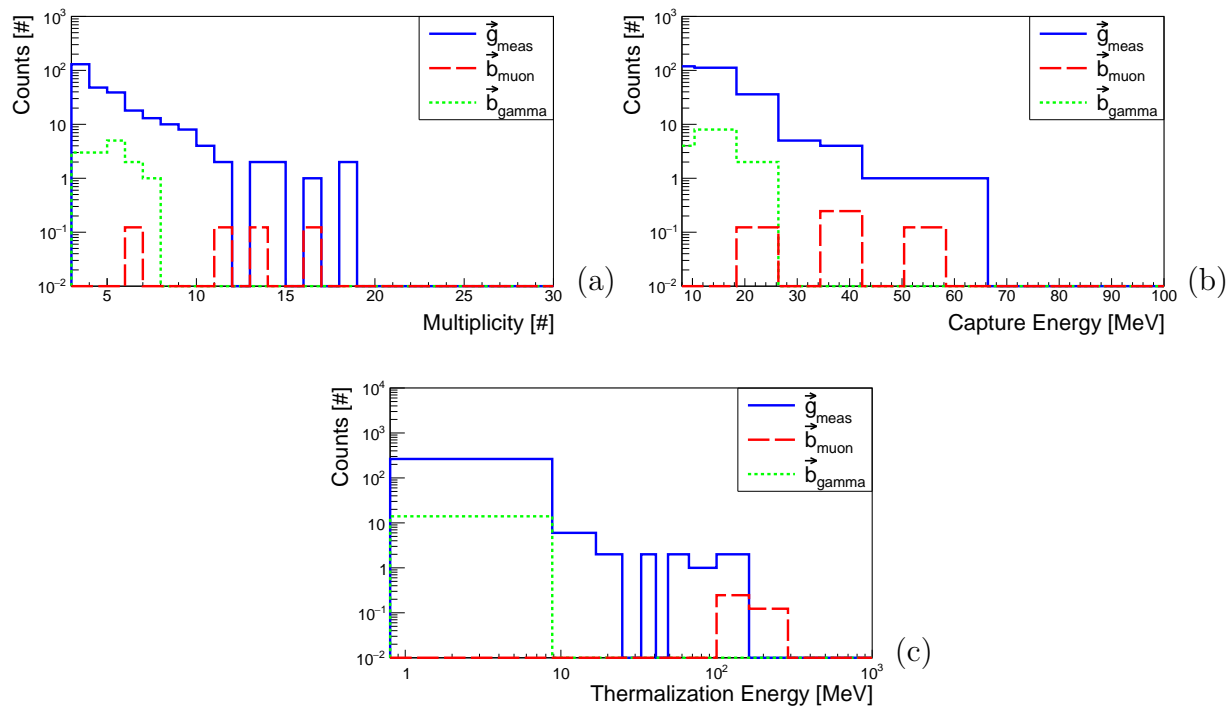 Counts [#]
10³
10²
10
1
10⁻¹
10⁻²
5 10 15 20 25 30
Multiplicity [#]
g⃗meas
b⃗muon
b⃗gamma
(a)
Counts [#]
10³
10²
10
1
10⁻¹
10⁻²
10 20 30 40 50 60 70 80 90 100
Capture Energy [MeV]
g⃗meas
b⃗muon
b⃗gamma
(b)
Counts [#]
10⁴
10³
10²
10
1
10⁻¹
10⁻²
1 10 10² 10³
Thermalization Energy [MeV]
g⃗meas
b⃗muon
b⃗gamma
(c)